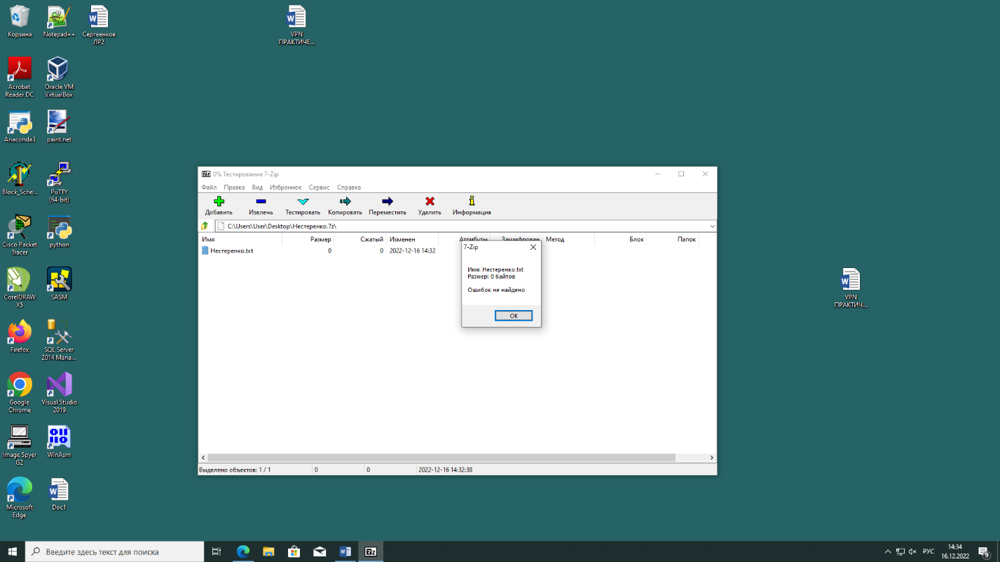 Корзина
Notepad++
Сергеенков
ЛР2
VPN
ПРАКТИЧЕ...
Acrobat
Reader DC
Oracle VM
VirtualBox
Anaconda3
paint.net
Block_Sche...
PuTTY
(64-bit)
Cisco Packet
Tracer
python
CorelDRAW
X5
SASM
Firefox
SQL Server
2014 Mana...
Google
Chrome
Visual Studio
2019
Image Spyer
G2
WinAsm
Microsoft
Edge
Doc1
VPN
ПРАКТИЧ...
7z 0% Тестирование 7-Zip
Файл Правка Вид Избранное Сервис Справка
Добавить Извлечь Тестировать Копировать Переместить Удалить Информация
C:\Users\User\Desktop\Нестеренко.7z\
Имя Размер Сжатый Изменен Атрибуты Зашифрован Метод Блок Папок
Нестеренко.txt 0 0 2022-12-16 14:32
7-Zip
Имя: Нестеренко.txt
Размер: 0 байтов
Ошибок не найдено
OK
Выделено объектов: 1 / 1 0 0 2022-12-16 14:32:38
Введите здесь текст для поиска
7z
РУС
14:34
16.12.2022
9